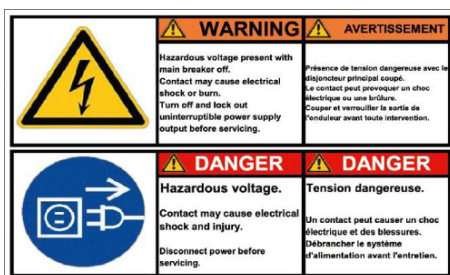 WARNING
Hazardous voltage present with
main breaker off.
Contact may cause electrical
shock or burn.
Turn off and lock out
uninterruptible power supply
output before servicing.
AVERTISSEMENT
Présence de tension dangereuse avec le
disjoncteur principal coupé.
Le contact peut provoquer un choc
électrique ou une brûlure.
Couper et verrouiller la sortie de
l'onduleur avant toute intervention.
DANGER
Hazardous voltage.
Contact may cause electrical
shock and injury.
Disconnect power before
servicing.
DANGER
Tension dangereuse.
Un contact peut causer un choc
électrique et des blessures.
Débrancher le système
d'alimentation avant l'entretien.